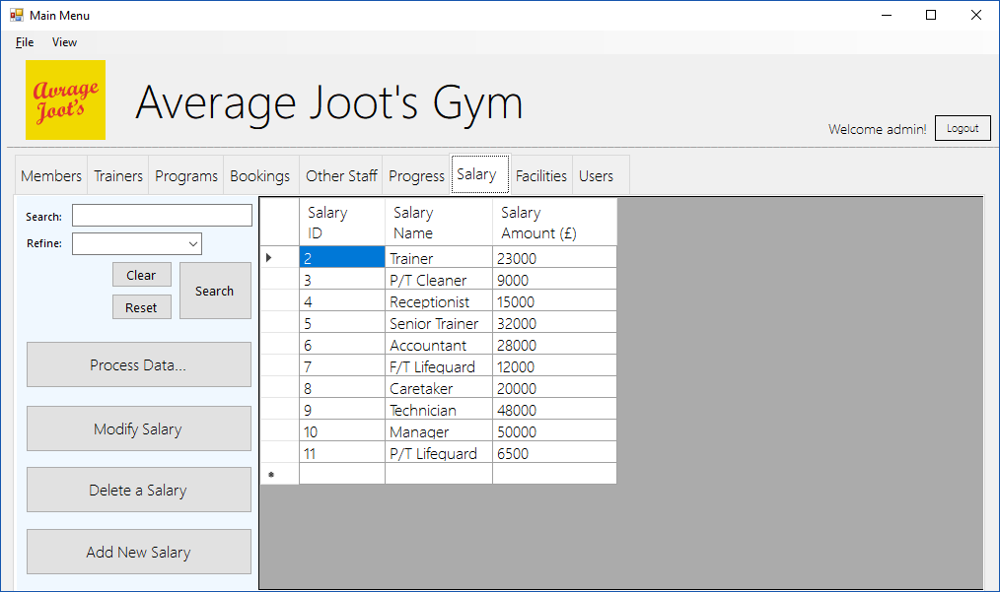 Main Menu
File View
Avrage
Joot's
Average Joot's Gym
Welcome admin! Logout
Members Trainers Programs Bookings Other Staff Progress Salary Facilities Users
Search:
Refine:
Clear
Reset
Search
Process Data...
Modify Salary
Delete a Salary
Add New Salary
Salary ID Salary Name Salary Amount (£)
2 Trainer 23000
3 P/T Cleaner 9000
4 Receptionist 15000
5 Senior Trainer 32000
6 Accountant 28000
7 F/T Lifeguard 12000
8 Caretaker 20000
9 Technician 48000
10 Manager 50000
11 P/T Lifeguard 6500